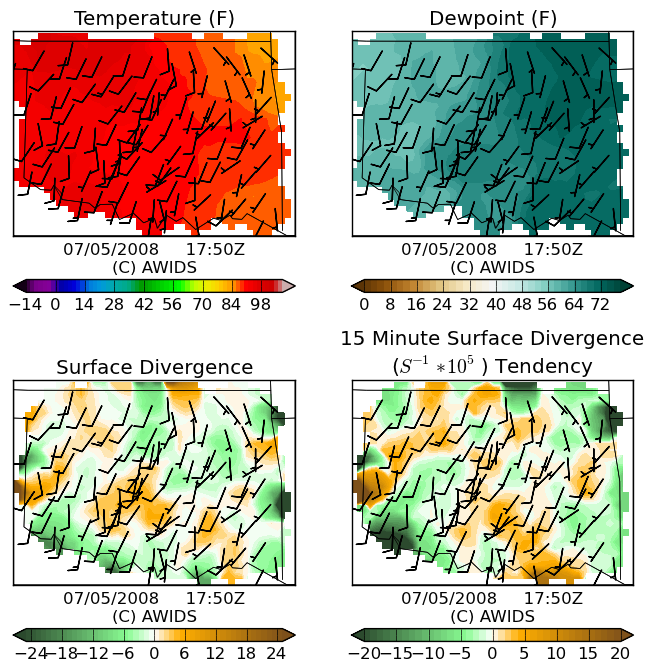 Temperature (F)
Dewpoint (F)
07/05/2008 17:50Z
(C) AWIDS
−14 0 14 28 42 56 70 84 98
07/05/2008 17:50Z
(C) AWIDS
0 8 16 24 32 40 48 56 64 72
Surface Divergence
15 Minute Surface Divergence
(S⁻¹ *10⁵ ) Tendency
07/05/2008 17:50Z
(C) AWIDS
−24−18−12 −6 0 6 12 18 24
07/05/2008 17:50Z
(C) AWIDS
−20−15−10 −5 0 5 10 15 20